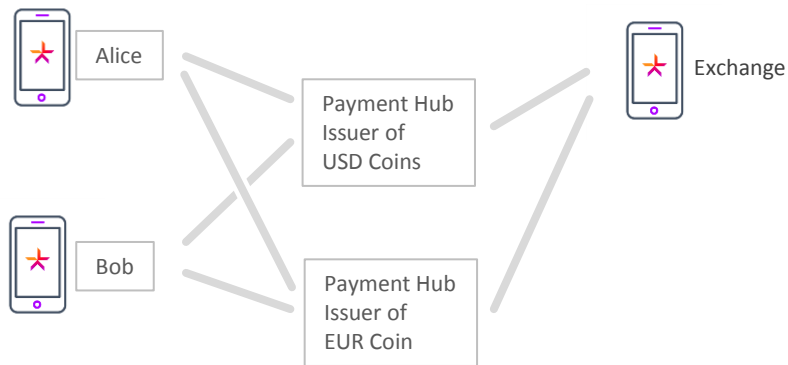 Alice
Payment Hub
Issuer of
USD Coins
Exchange
Bob
Payment Hub
Issuer of
EUR Coin